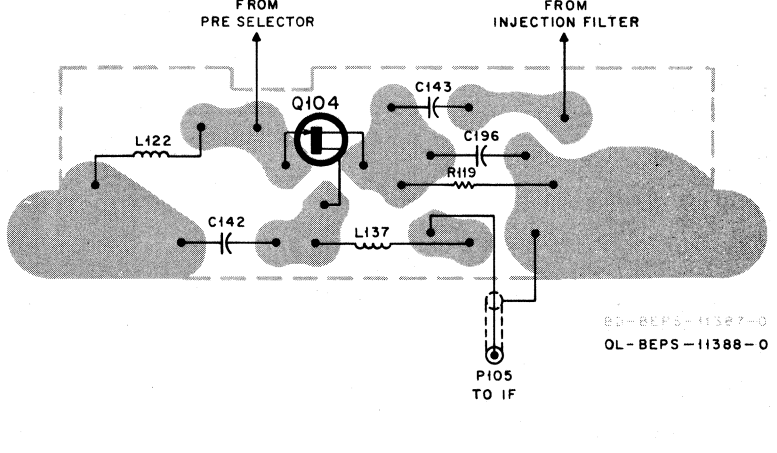 FROM
PRE SELECTOR
FROM
INJECTION FILTER
C143
Q104
L122
C196
R119
C142
L137
OL-BEPS-11388-O
P105
TO IF